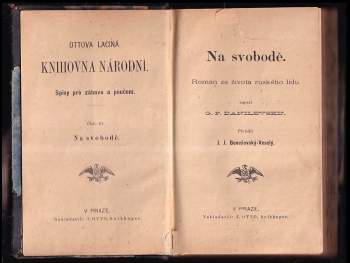 OTTOVA LACINÁ
KNIHOVNA NÁRODNÍ.
Spisy pro zábavu a poučení.
Na svobodě.
V PRAZE.
Nakladatel: J. OTTO, knihkupec.
Na svobodě.
Roman ze života ruského lidu.
napsal
G. P. DANILEVSKIJ.
Přeložil
J. J. Benešovský-Veselý.
V PRAZE.
Nakladatel: J. OTTO, knihkupec.